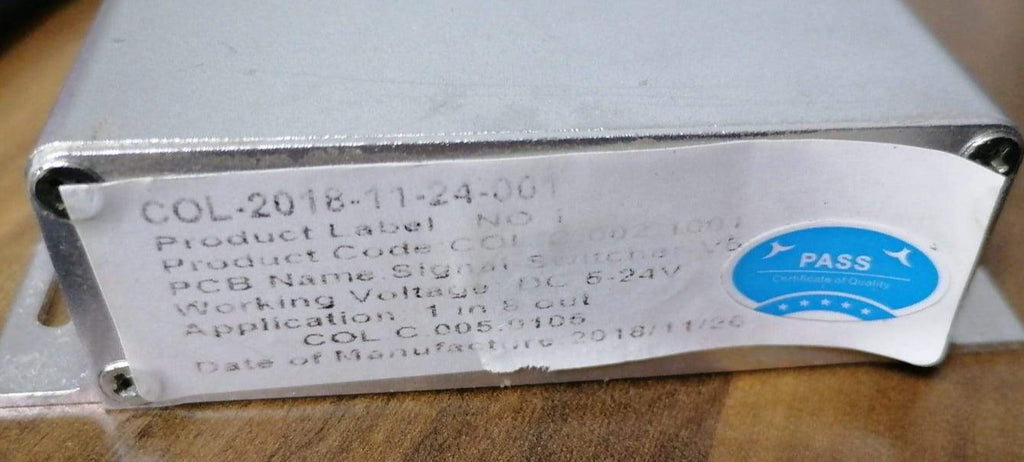 COL-2018-11-24-001
Product Label NO 1
Product Code COL
PCB Name Signal Switcher V5
Working Voltage DC 5-24V
Application 1 in 8 out
COL C 005.0106
Date of Manufacture 2018/11/26
PASS
Certificate of Quality